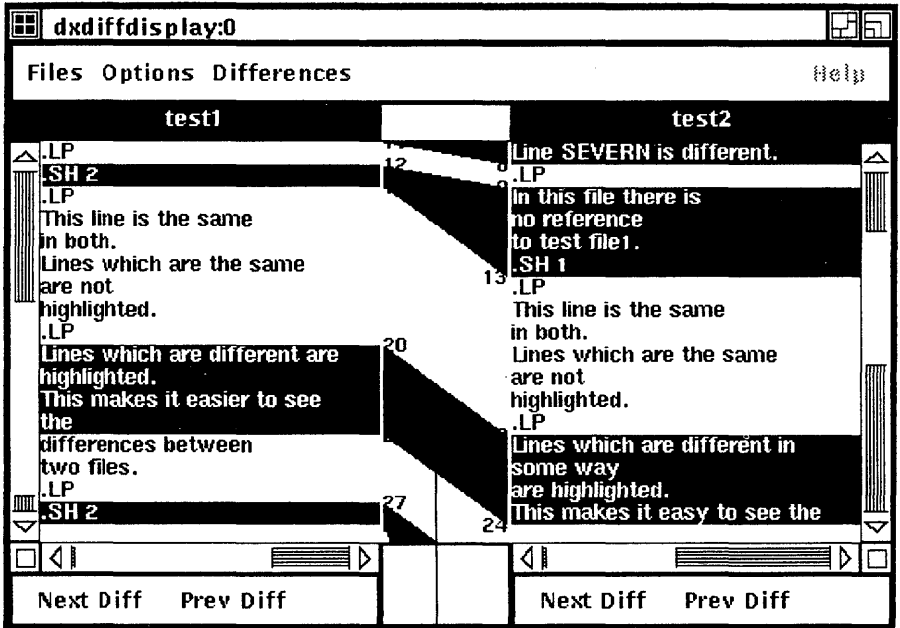 dxdiffdisplay:0
Files Options Differences Help
test1
.LP
.SH 2
.LP
This line is the same
in both.
Lines which are the same
are not
highlighted.
.LP
Lines which are different are
highlighted.
This makes it easier to see
the
differences between
two files.
.LP
.SH 2
Next Diff Prev Diff
12
20
27
13
24
test2
Line SEVERN is different.
.LP
In this file there is
no reference
to test file1.
.SH 1
.LP
This line is the same
in both.
Lines which are the same
are not
highlighted.
.LP
Lines which are different in
some way
are highlighted.
This makes it easy to see the
Next Diff Prev Diff